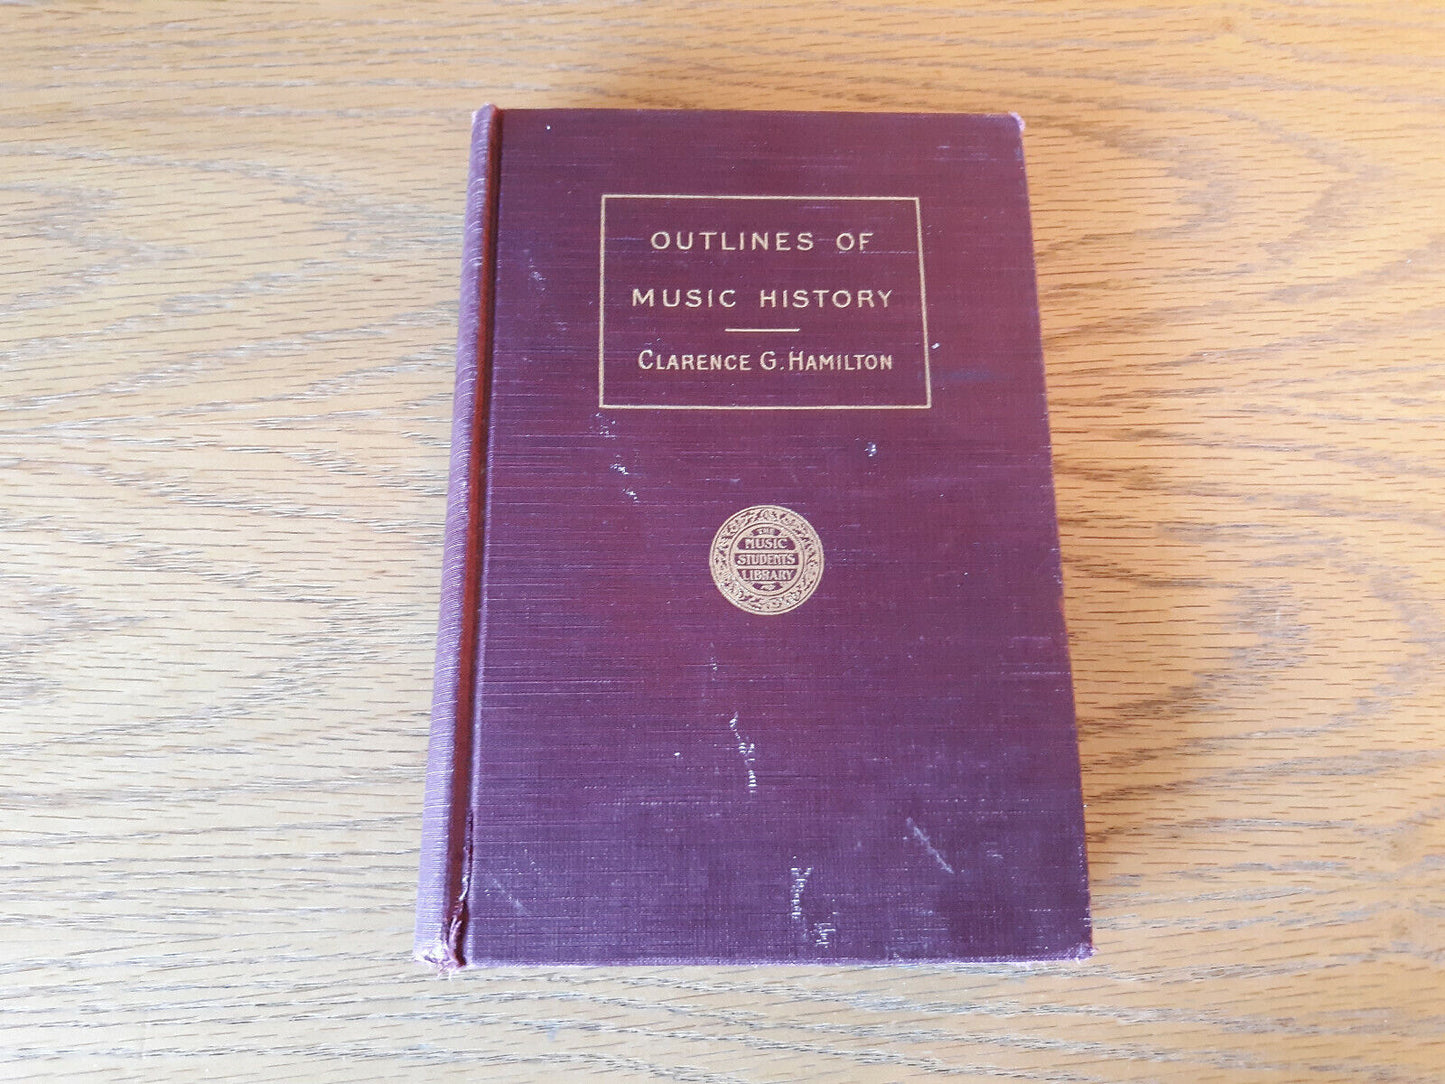 OUTLINES OF
MUSIC HISTORY
CLARENCE G. HAMILTON
THE
MUSIC
STUDENTS
LIBRARY